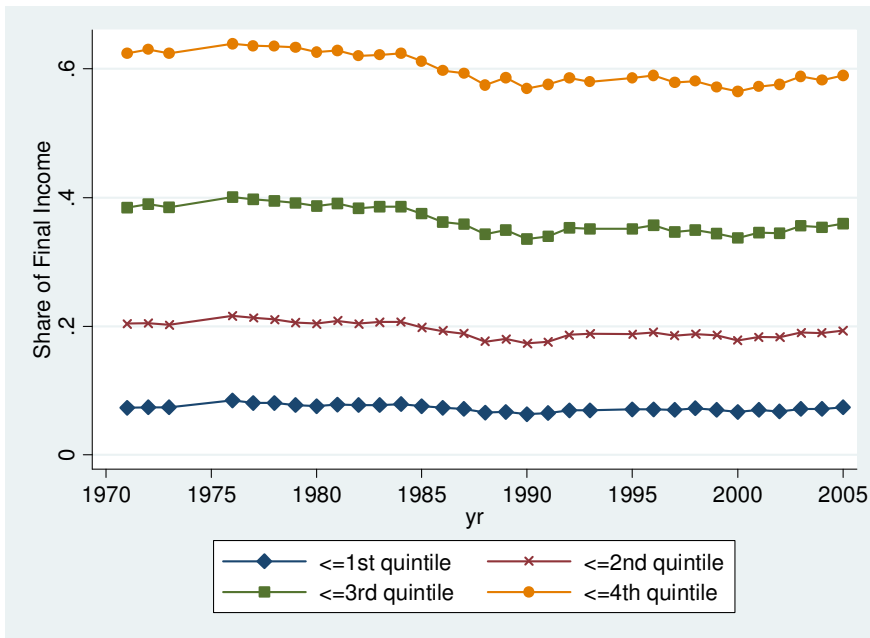 Share of Final Income
.6
.4
.2
0
1970 1975 1980 1985 1990 1995 2000 2005
yr
<=1st quintile <=2nd quintile
<=3rd quintile <=4th quintile